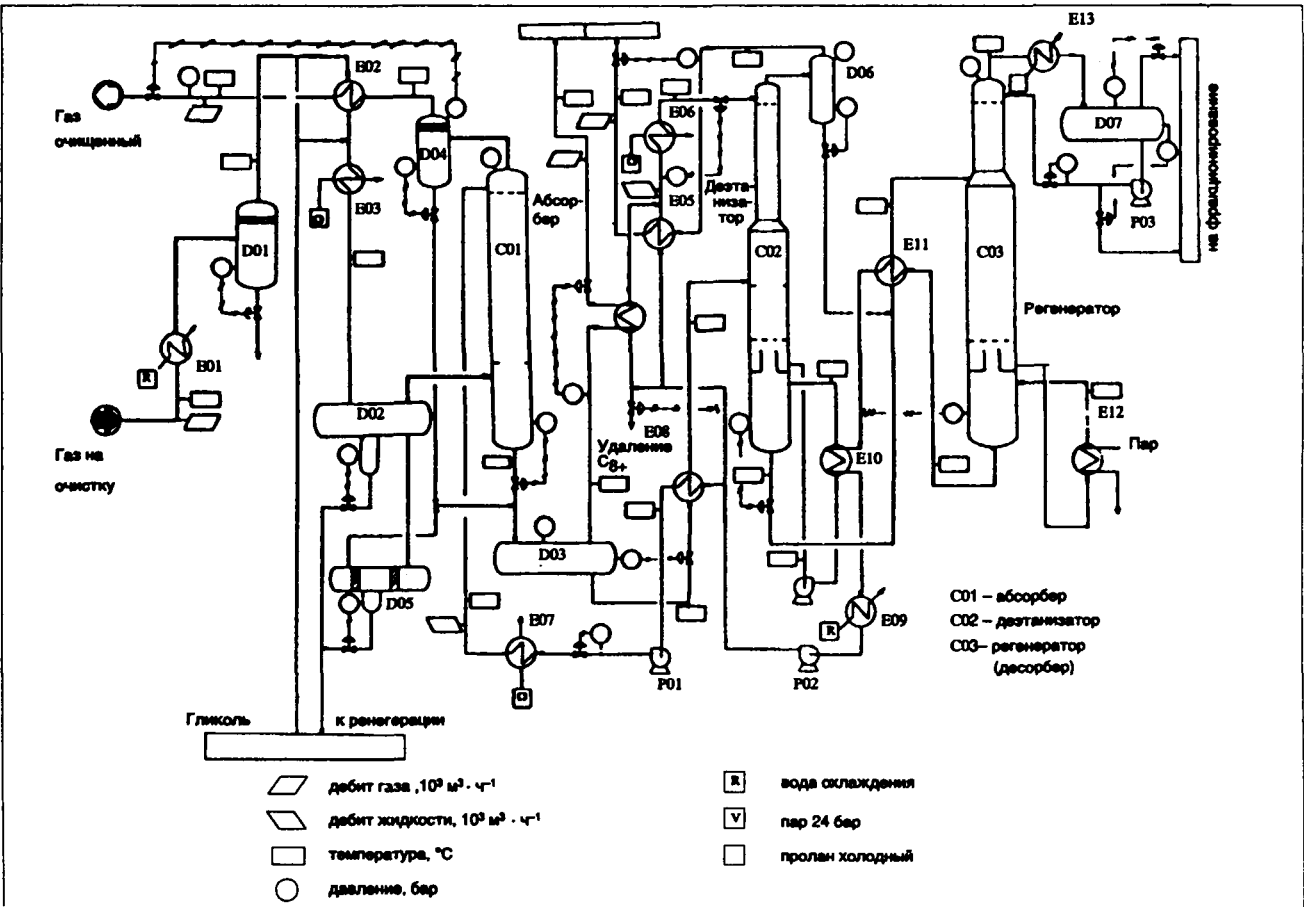 E13
B02
D06
Газ
очищенный
D04
B06
D07
Абсор-
бер
B05
Деэтани-
за-
тор
B03
P03
на фракционирование
D01
C01
C02
E11
C03
Регенератор
B01
R
D02
E08
Удаление
C8+
E10
E12
Пар
Газ на
очистку
D03
D05
B07
E09
R
P01
P02
C01 – абсорбер
C02 – деэтанизатор
C03– регенератор
(десорбер)
Гликоль
к ренегерации
дебит газа ,10³ м³ · ч⁻¹
R
вода охлаждения
дебит жидкости, 10³ м³ · ч⁻¹
V
пар 24 бар
температура, °C
пропан холодный
давление, бар